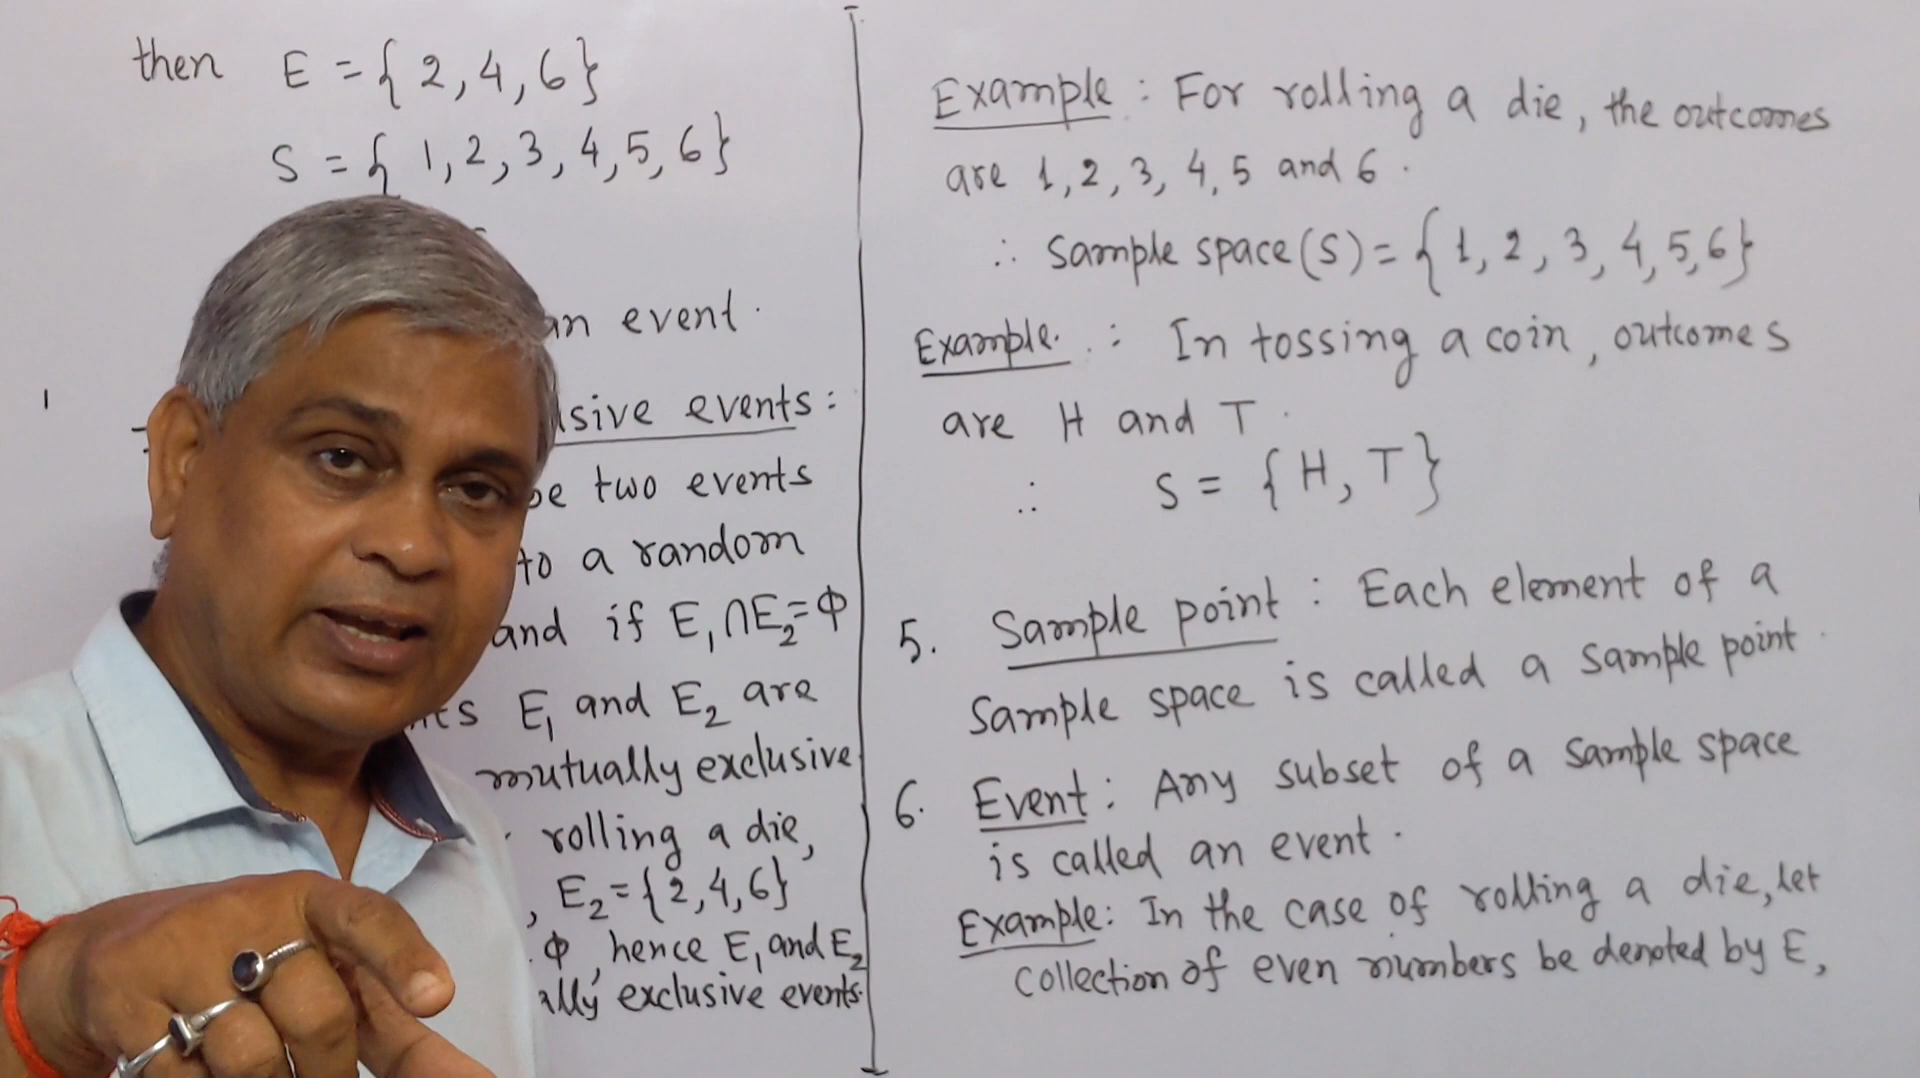 then E = { 2, 4, 6}
S = { 1, 2, 3, 4, 5, 6}
an event.
events:
two events
to a random
and if E₁∩E₂=Φ
E₁ and E₂ are
mutually exclusive
rolling a die,
, E₂={2,4,6}
Φ, hence E₁ and E₂
exclusive events.
Example : For rolling a die, the outcomes
are 1, 2, 3, 4, 5 and 6.
∴ Sample space (S) = { 1, 2, 3, 4, 5, 6}
Example. : In tossing a coin, outcomes
are H and T.
∴ S = {H, T}
5. Sample point : Each element of a
Sample space is called a sample point.
6. Event : Any subset of a sample space
is called an event.
Example: In the case of rolling a die, let
collection of even numbers be denoted by E,